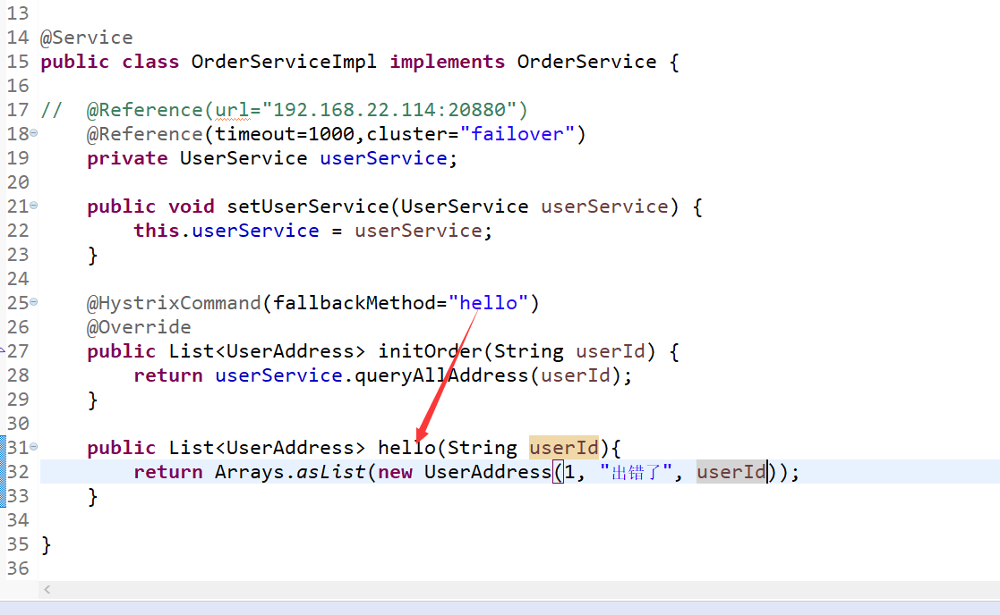 13
14 @Service
15 public class OrderServiceImpl implements OrderService {
16
17 //  @Reference(url="192.168.22.114:20880")
18     @Reference(timeout=1000,cluster="failover")
19     private UserService userService;
20
21     public void setUserService(UserService userService) {
22         this.userService = userService;
23     }
24
25     @HystrixCommand(fallbackMethod="hello")
26     @Override
27     public List<UserAddress> initOrder(String userId) {
28         return userService.queryAllAddress(userId);
29     }
30
31     public List<UserAddress> hello(String userId){
32         return Arrays.asList(new UserAddress(1, "出错了", userId));
33     }
34
35 }
36